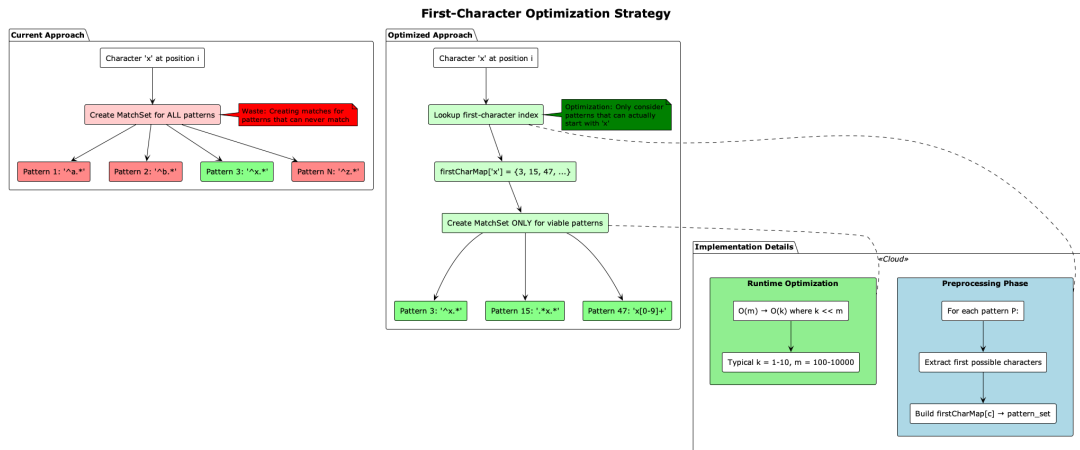 First-Character Optimization Strategy
Current Approach
Character 'x' at position i
Create MatchSet for ALL patterns
Waste: Creating matches for
patterns that can never match
Pattern 1: '^a.*'
Pattern 2: '^b.*'
Pattern 3: '^x.*'
Pattern N: '^z.*'
Optimized Approach
Character 'x' at position i
Lookup first-character index
Optimization: Only consider
patterns that can actually
start with 'x'
firstCharMap['x'] = {3, 15, 47, ...}
Create MatchSet ONLY for viable patterns
Pattern 3: '^x.*'
Pattern 15: '.*x.*'
Pattern 47: 'x[0-9]+'
Implementation Details
«Cloud»
Runtime Optimization
O(m) → O(k) where k << m
Typical k = 1-10, m = 100-10000
Preprocessing Phase
For each pattern P:
Extract first possible characters
Build firstCharMap[c] → pattern_set